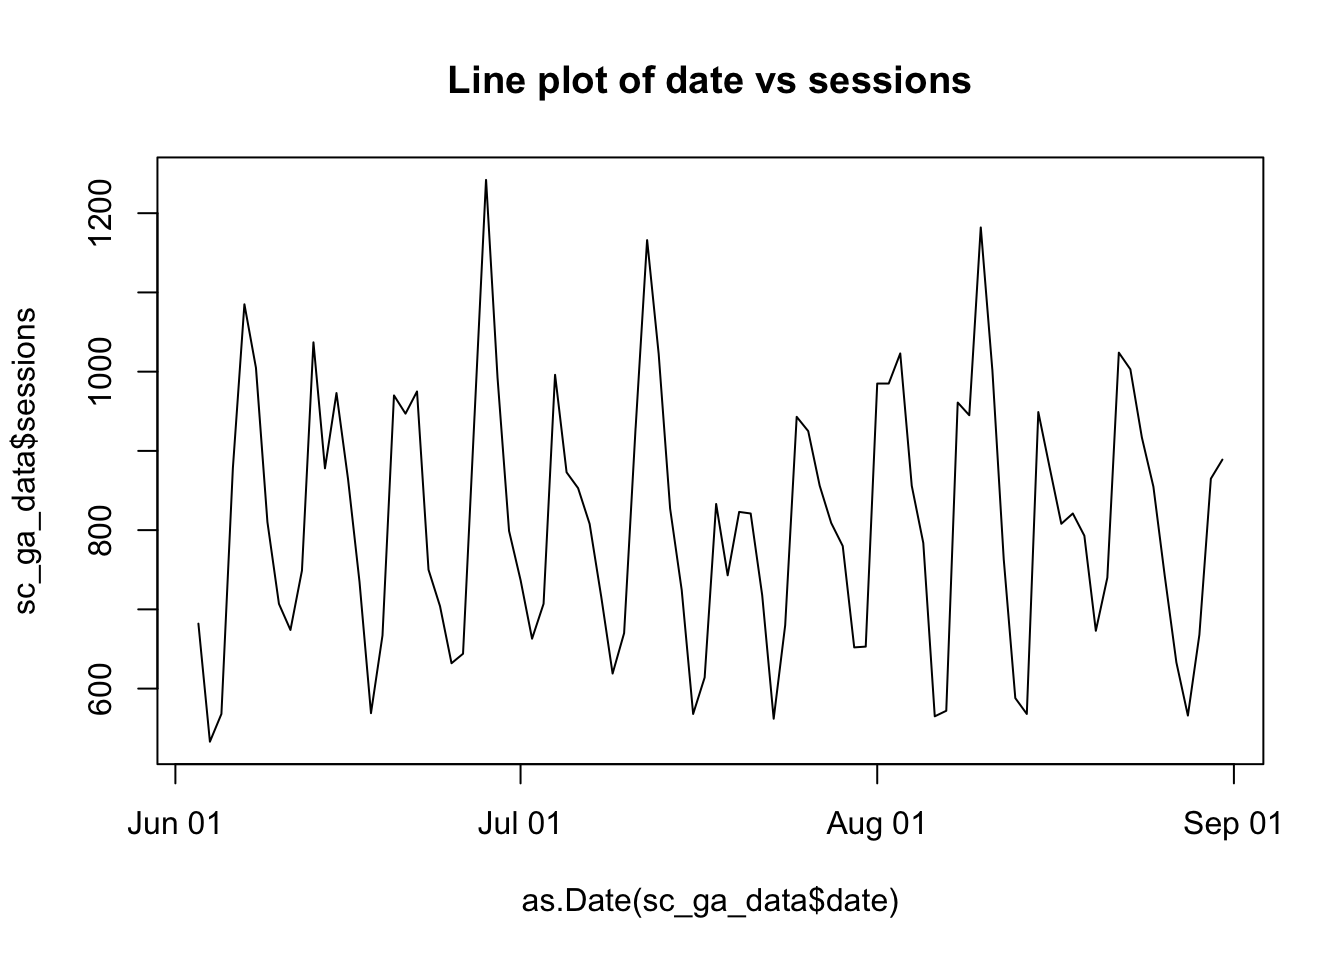 Line plot of date vs sessions
sc_ga_data$sessions
1200
1000
800
600
Jun 01
Jul 01
Aug 01
Sep 01
as.Date(sc_ga_data$date)